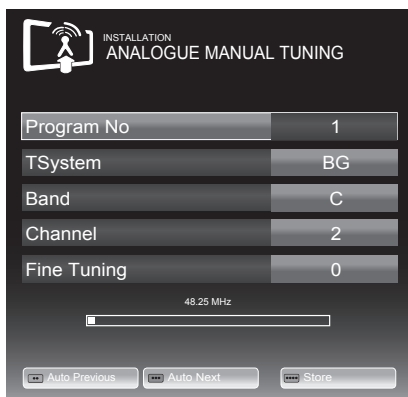 INSTALLATION
ANALOGUE MANUAL TUNING
Program No 1
TSystem BG
Band C
Channel 2
Fine Tuning 0
48.25 MHz
Auto Previous Auto Next Store